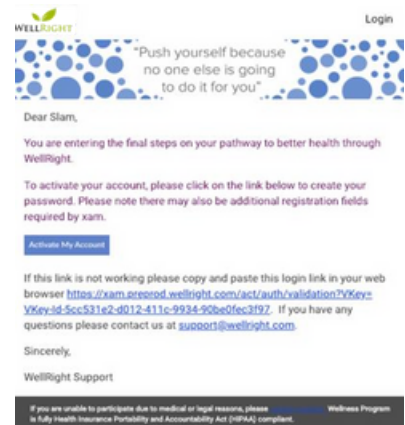 WELLRIGHT
Login
"Push yourself because
no one else is going
to do it for you"
Dear Slam,
You are entering the final steps on your pathway to better health through
WellRight.
To activate your account, please click on the link below to create your
password. Please note there may also be additional registration fields
required by xam.
Activate My Account
If this link is not working please copy and paste this login link in your web
browser https://xam.preprod.wellright.com/act/auth/validation?VKey=
VKey-Id-5cc531e2-d012-411c-9934-90be0fec3f97. If you have any
questions please contact us at support@wellright.com.
Sincerely,
WellRight Support
If you are unable to participate due to medical or legal reasons, please Wellness Program
is fully Health Insurance Portability and Accountability Act (HIPAA) compliant.